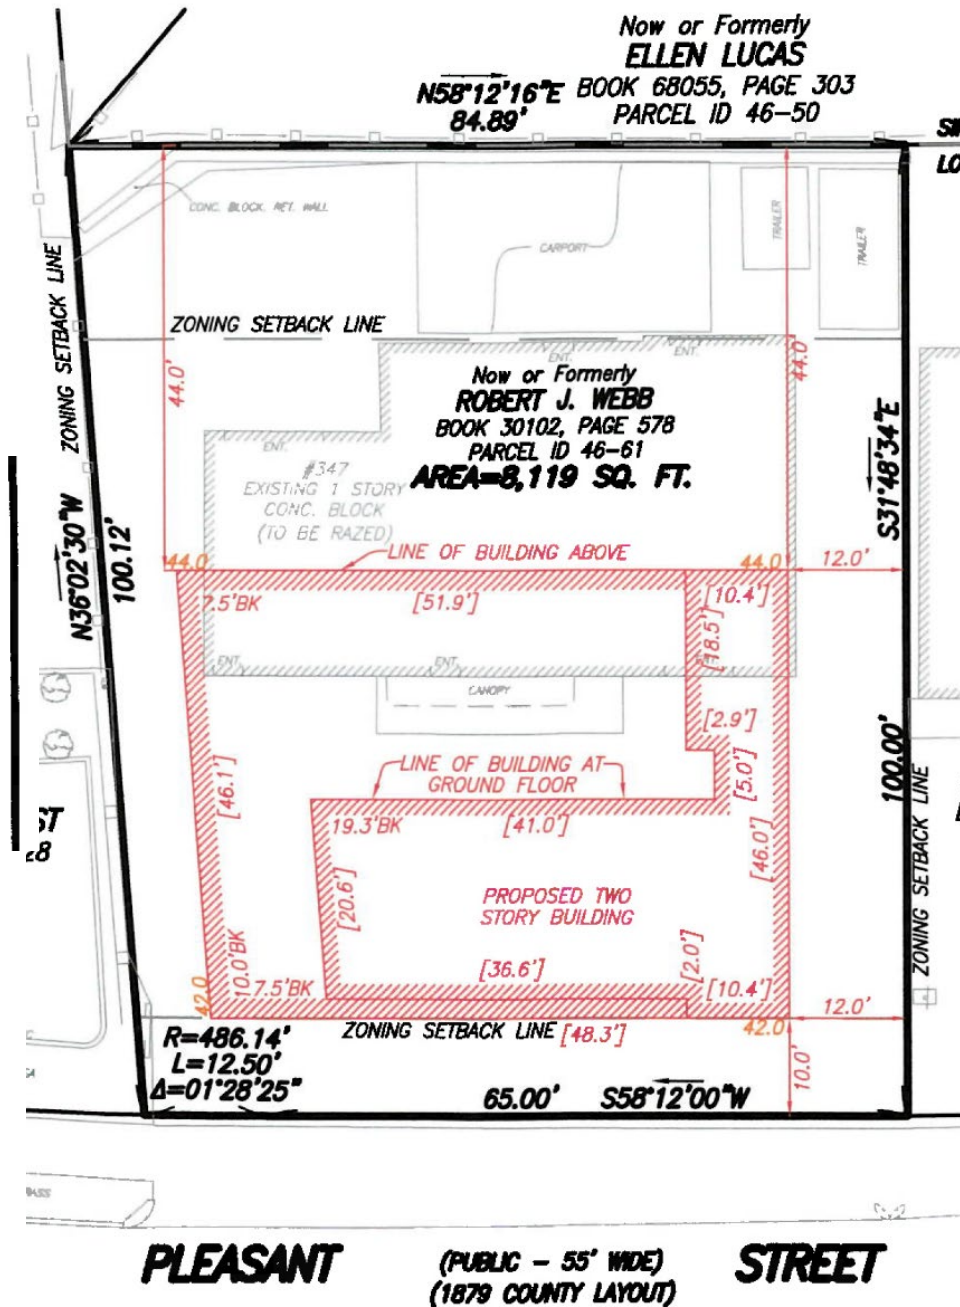 Now or Formerly
ELLEN LUCAS
BOOK 68055, PAGE 303
PARCEL ID 46-50
N58°12'16"E
84.89'
CONC. BLOCK. RET. WALL
CARPORT
TRAILER
TRAILER
ZONING SETBACK LINE
ZONING SETBACK LINE
44.0'
44.0'
ENT.
ENT.
ENT.
Now or Formerly
ROBERT J. WEBB
BOOK 30102, PAGE 578
PARCEL ID 46-61
AREA=8,119 SQ. FT.
#347
EXISTING 1 STORY
CONC. BLOCK
(TO BE RAZED)
S31°48'34"E
100.00'
N36°02'30"W
100.12'
LINE OF BUILDING ABOVE
44.0
44.0
12.0'
7.5'BK
[51.9']
[10.4']
[18.5']
ENT.
ENT.
CANOPY
[2.9']
[5.0']
LINE OF BUILDING AT
GROUND FLOOR
[46.1']
19.3'BK
[41.0']
[46.0']
[20.6']
PROPOSED TWO
STORY BUILDING
ZONING SETBACK LINE
[36.6']
[2.0']
10.0'BK
7.5'BK
[10.4']
42.0
42.0
12.0'
ZONING SETBACK LINE
[48.3']
10.0'
R=486.14'
L=12.50'
Δ=01°28'25"
65.00'
S58°12'00"W
PLEASANT STREET
(PUBLIC - 55' WIDE)
(1879 COUNTY LAYOUT)